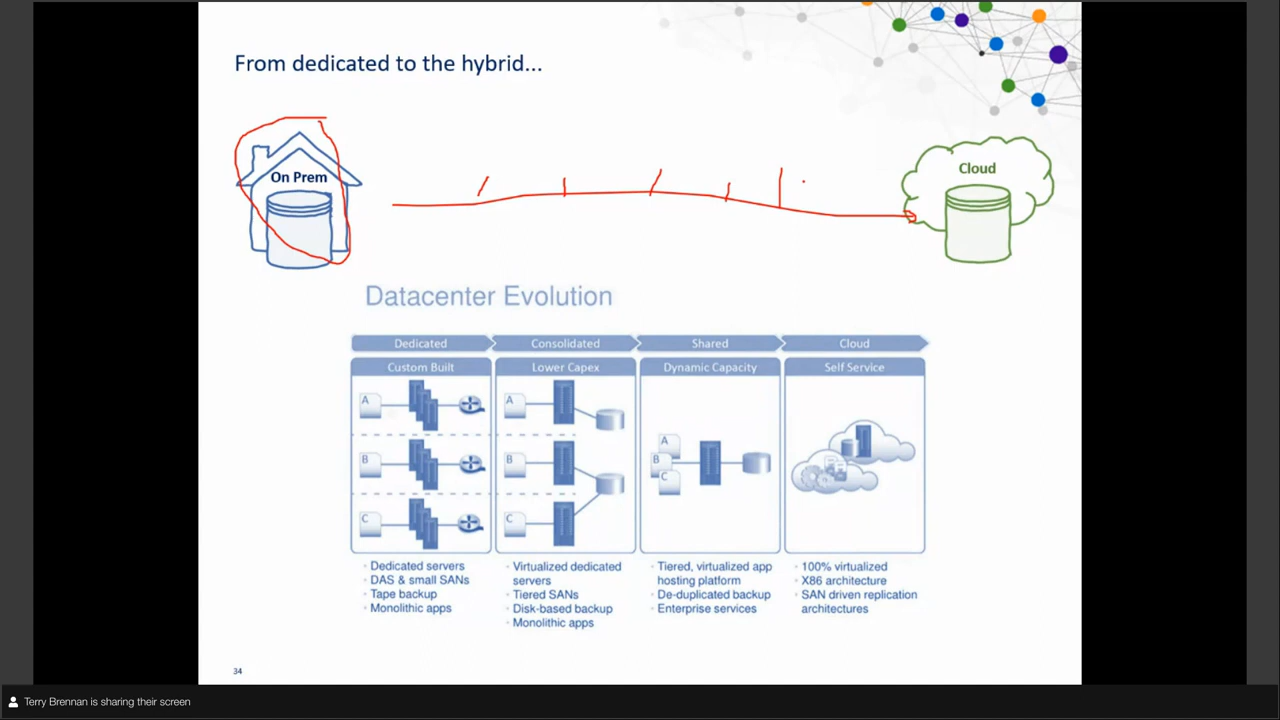 From dedicated to the hybrid...
On Prem
Cloud
Datacenter Evolution
Dedicated
Consolidated
Shared
Cloud
Custom Built
Lower Capex
Dynamic Capacity
Self Service
A
B
C
A
B
C
A
B
C
· Dedicated servers
· DAS & small SANs
· Tape backup
· Monolithic apps
· Virtualized dedicated
servers
· Tiered SANs
· Disk-based backup
· Monolithic apps
· Tiered, virtualized app
hosting platform
· De-duplicated backup
· Enterprise services
· 100% virtualized
· X86 architecture
· SAN driven replication
architectures
34
Terry Brennan is sharing their screen